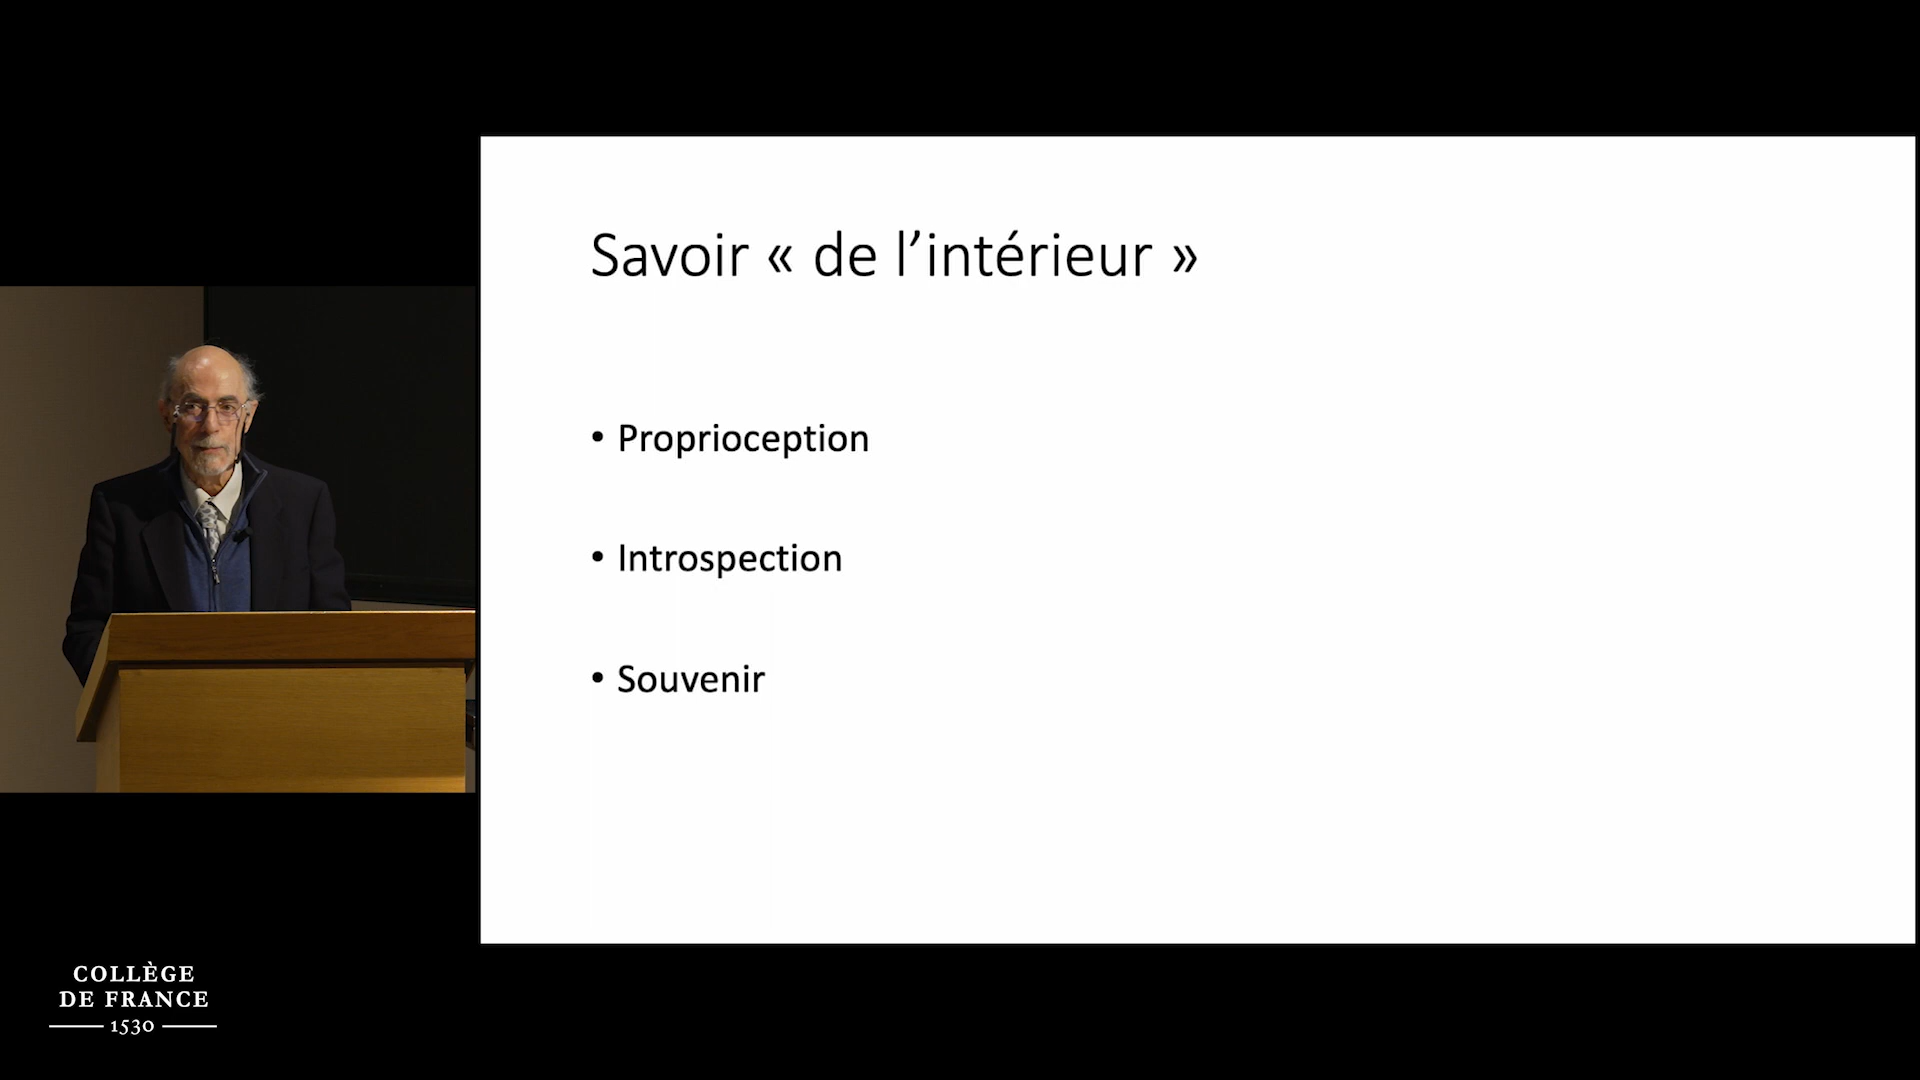 Savoir « de l’intérieur »
• Proprioception
• Introspection
• Souvenir
COLLÈGE
DE FRANCE
1530